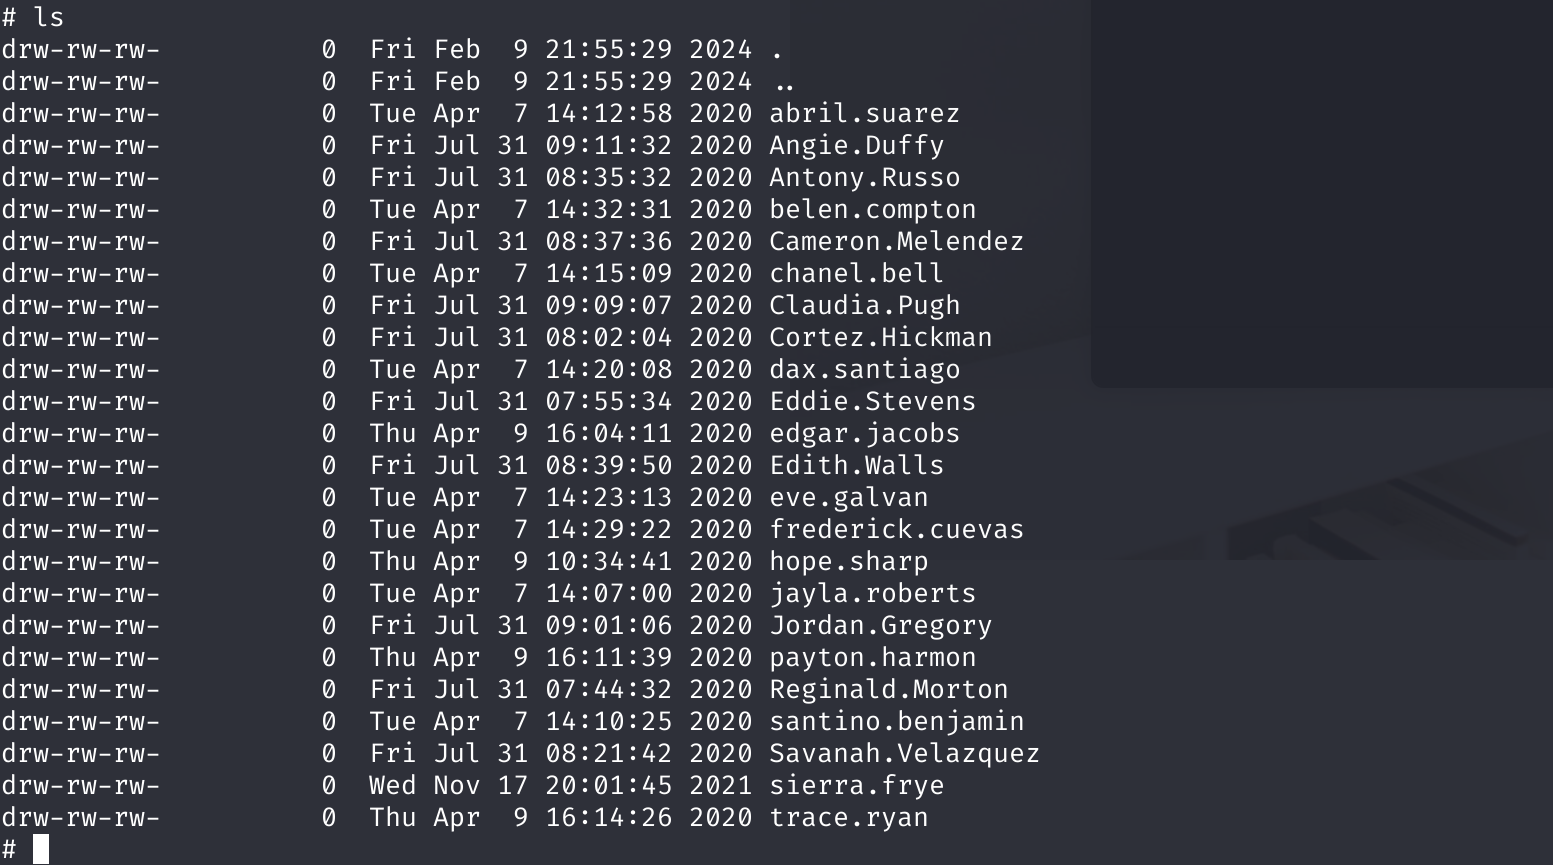 # ls
drw-rw-rw-          0  Fri Feb  9 21:55:29 2024 .
drw-rw-rw-          0  Fri Feb  9 21:55:29 2024 ..
drw-rw-rw-          0  Tue Apr  7 14:12:58 2020 abril.suarez
drw-rw-rw-          0  Fri Jul 31 09:11:32 2020 Angie.Duffy
drw-rw-rw-          0  Fri Jul 31 08:35:32 2020 Antony.Russo
drw-rw-rw-          0  Tue Apr  7 14:32:31 2020 belen.compton
drw-rw-rw-          0  Fri Jul 31 08:37:36 2020 Cameron.Melendez
drw-rw-rw-          0  Tue Apr  7 14:15:09 2020 chanel.bell
drw-rw-rw-          0  Fri Jul 31 09:09:07 2020 Claudia.Pugh
drw-rw-rw-          0  Fri Jul 31 08:02:04 2020 Cortez.Hickman
drw-rw-rw-          0  Tue Apr  7 14:20:08 2020 dax.santiago
drw-rw-rw-          0  Fri Jul 31 07:55:34 2020 Eddie.Stevens
drw-rw-rw-          0  Thu Apr  9 16:04:11 2020 edgar.jacobs
drw-rw-rw-          0  Fri Jul 31 08:39:50 2020 Edith.Walls
drw-rw-rw-          0  Tue Apr  7 14:23:13 2020 eve.galvan
drw-rw-rw-          0  Tue Apr  7 14:29:22 2020 frederick.cuevas
drw-rw-rw-          0  Thu Apr  9 10:34:41 2020 hope.sharp
drw-rw-rw-          0  Tue Apr  7 14:07:00 2020 jayla.roberts
drw-rw-rw-          0  Fri Jul 31 09:01:06 2020 Jordan.Gregory
drw-rw-rw-          0  Thu Apr  9 16:11:39 2020 payton.harmon
drw-rw-rw-          0  Fri Jul 31 07:44:32 2020 Reginald.Morton
drw-rw-rw-          0  Tue Apr  7 14:10:25 2020 santino.benjamin
drw-rw-rw-          0  Fri Jul 31 08:21:42 2020 Savanah.Velazquez
drw-rw-rw-          0  Wed Nov 17 20:01:45 2021 sierra.frye
drw-rw-rw-          0  Thu Apr  9 16:14:26 2020 trace.ryan
#